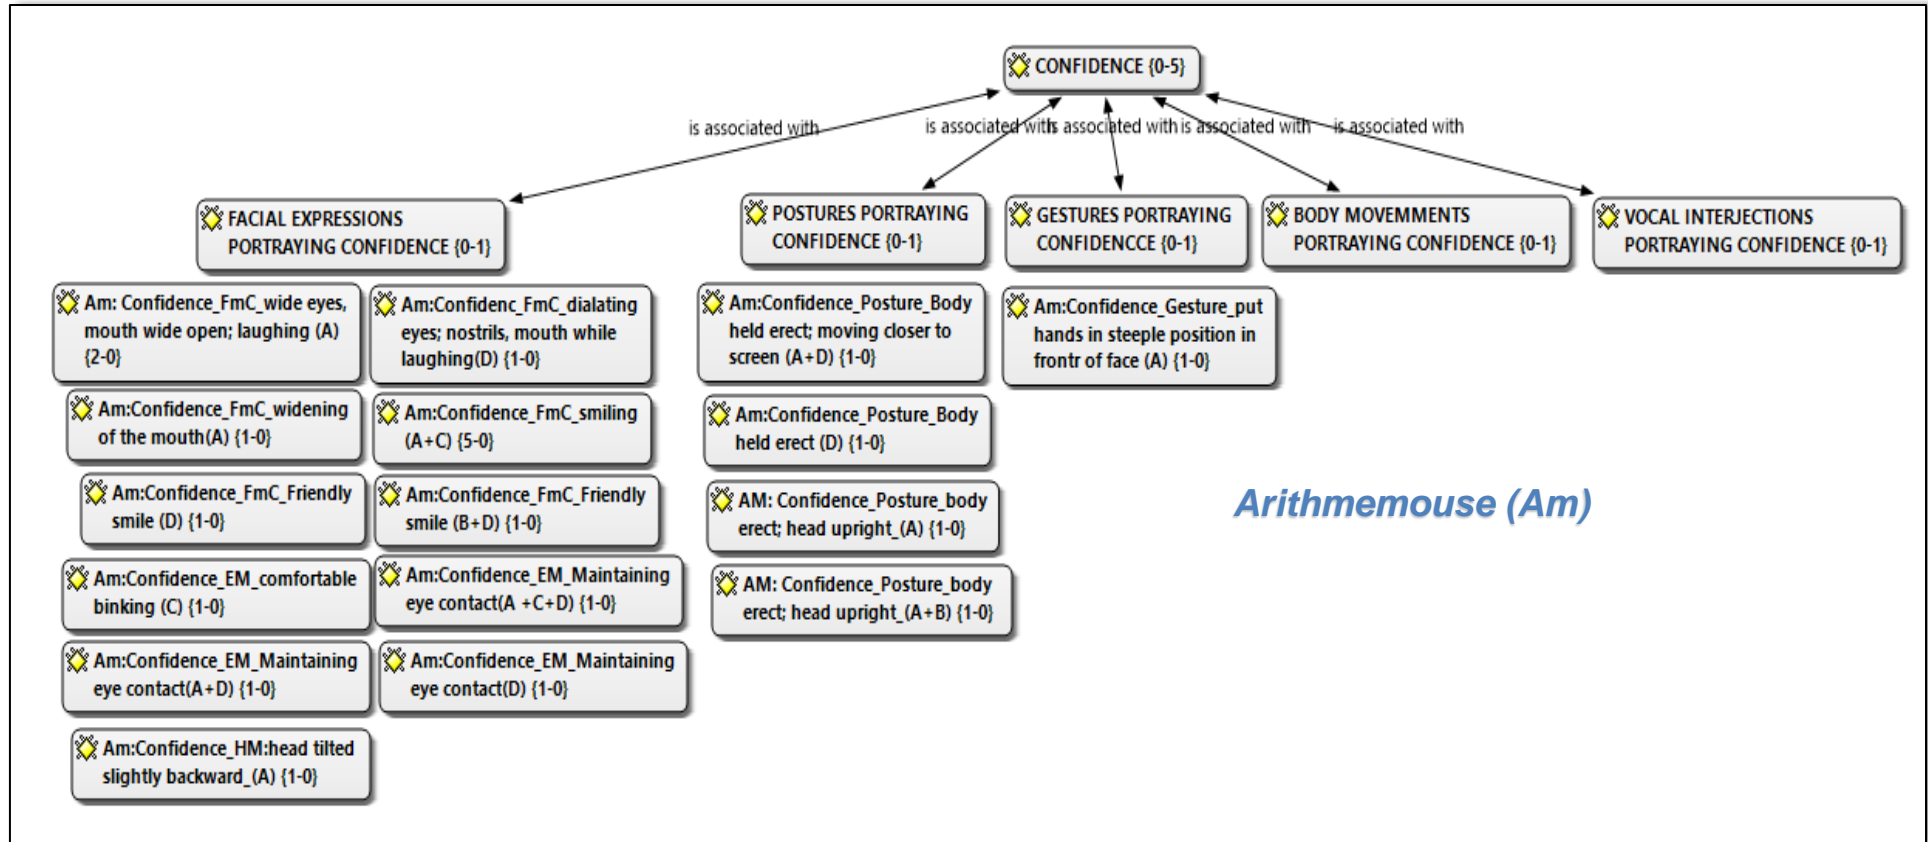 CONFIDENCE {0-5}
is associated with
is associated with
is associated with
is associated with
is associated with
FACIAL EXPRESSIONS
PORTRAYING CONFIDENCE {0-1}
POSTURES PORTRAYING
CONFIDENCE {0-1}
GESTURES PORTRAYING
CONFIDENCCE {0-1}
BODY MOVEMMENTS
PORTRAYING CONFIDENCE {0-1}
VOCAL INTERJECTIONS
PORTRAYING CONFIDENCE {0-1}
Am: Confidence_FmC_wide eyes,
mouth wide open; laughing (A)
{2-0}
Am:Confidenc_FmC_dialating
eyes; nostrils, mouth while
laughing(D) {1-0}
Am:Confidence_FmC_widening
of the mouth(A) {1-0}
Am:Confidence_FmC_smiling
(A+C) {5-0}
Am:Confidence_FmC_Friendly
smile (D) {1-0}
Am:Confidence_FmC_Friendly
smile (B+D) {1-0}
Am:Confidence_EM_comfortable
binking (C) {1-0}
Am:Confidence_EM_Maintaining
eye contact(A +C+D) {1-0}
Am:Confidence_EM_Maintaining
eye contact(A+D) {1-0}
Am:Confidence_EM_Maintaining
eye contact(D) {1-0}
Am:Confidence_HM:head tilted
slightly backward_(A) {1-0}
Am:Confidence_Posture_Body
held erect; moving closer to
screen (A+D) {1-0}
Am:Confidence_Posture_Body
held erect (D) {1-0}
AM: Confidence_Posture_body
erect; head upright_(A) {1-0}
AM: Confidence_Posture_body
erect; head upright_(A+B) {1-0}
Am:Confidence_Gesture_put
hands in steeple position in
frontr of face (A) {1-0}
Arithmemouse (Am)